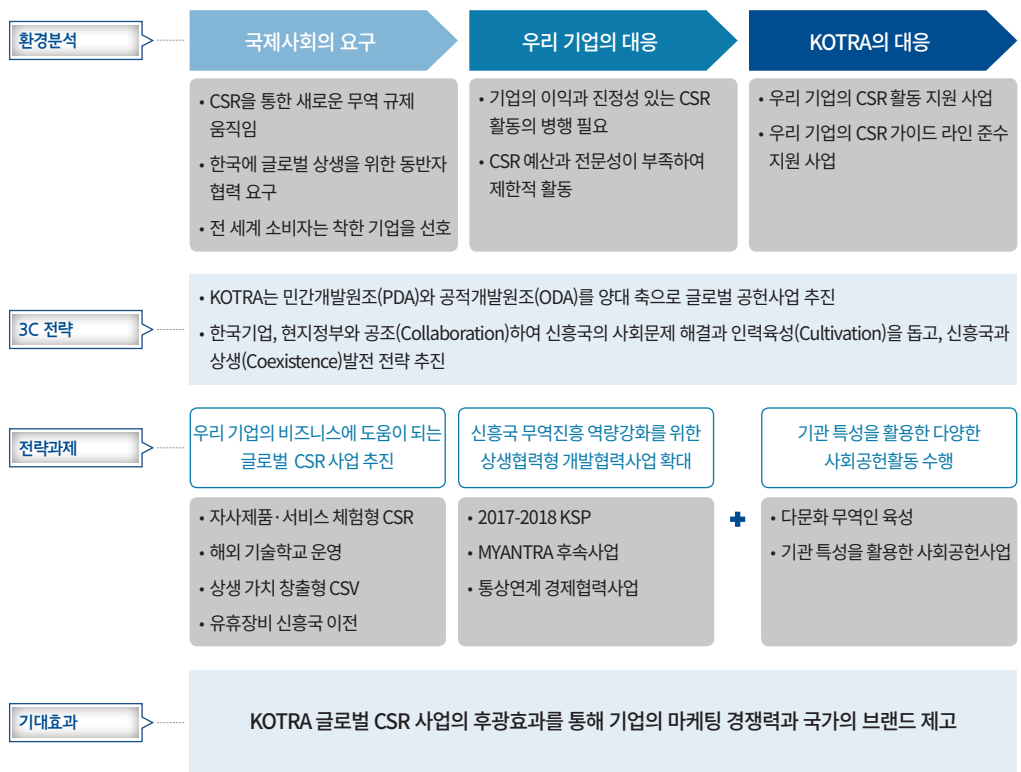 환경분석
국제사회의 요구
우리 기업의 대응
KOTRA의 대응
• CSR을 통한 새로운 무역 규제
움직임
• 한국에 글로벌 상생을 위한 동반자
협력 요구
• 전 세계 소비자는 착한 기업을 선호
• 기업의 이익과 진정성 있는 CSR
활동의 병행 필요
• CSR 예산과 전문성이 부족하여
제한적 활동
• 우리 기업의 CSR 활동 지원 사업
• 우리 기업의 CSR 가이드 라인 준수
지원 사업
3C 전략
• KOTRA는 민간개발원조(PDA)와 공적개발원조(ODA)를 양대 축으로 글로벌 공헌사업 추진
• 한국기업, 현지정부와 공조(Collaboration)하여 신흥국의 사회문제 해결과 인력육성(Cultivation)을 돕고, 신흥국과
상생(Coexistence)발전 전략 추진
전략과제
우리 기업의 비즈니스에 도움이 되는
글로벌 CSR 사업 추진
신흥국 무역진흥 역량강화를 위한
상생협력형 개발협력사업 확대
기관 특성을 활용한 다양한
사회공헌활동 수행
• 자사제품·서비스 체험형 CSR
• 해외 기술학교 운영
• 상생 가치 창출형 CSV
• 유휴장비 신흥국 이전
• 2017-2018 KSP
• MYANTRA 후속사업
• 통상연계 경제협력사업
+
• 다문화 무역인 육성
• 기관 특성을 활용한 사회공헌사업
기대효과
KOTRA 글로벌 CSR 사업의 후광효과를 통해 기업의 마케팅 경쟁력과 국가의 브랜드 제고